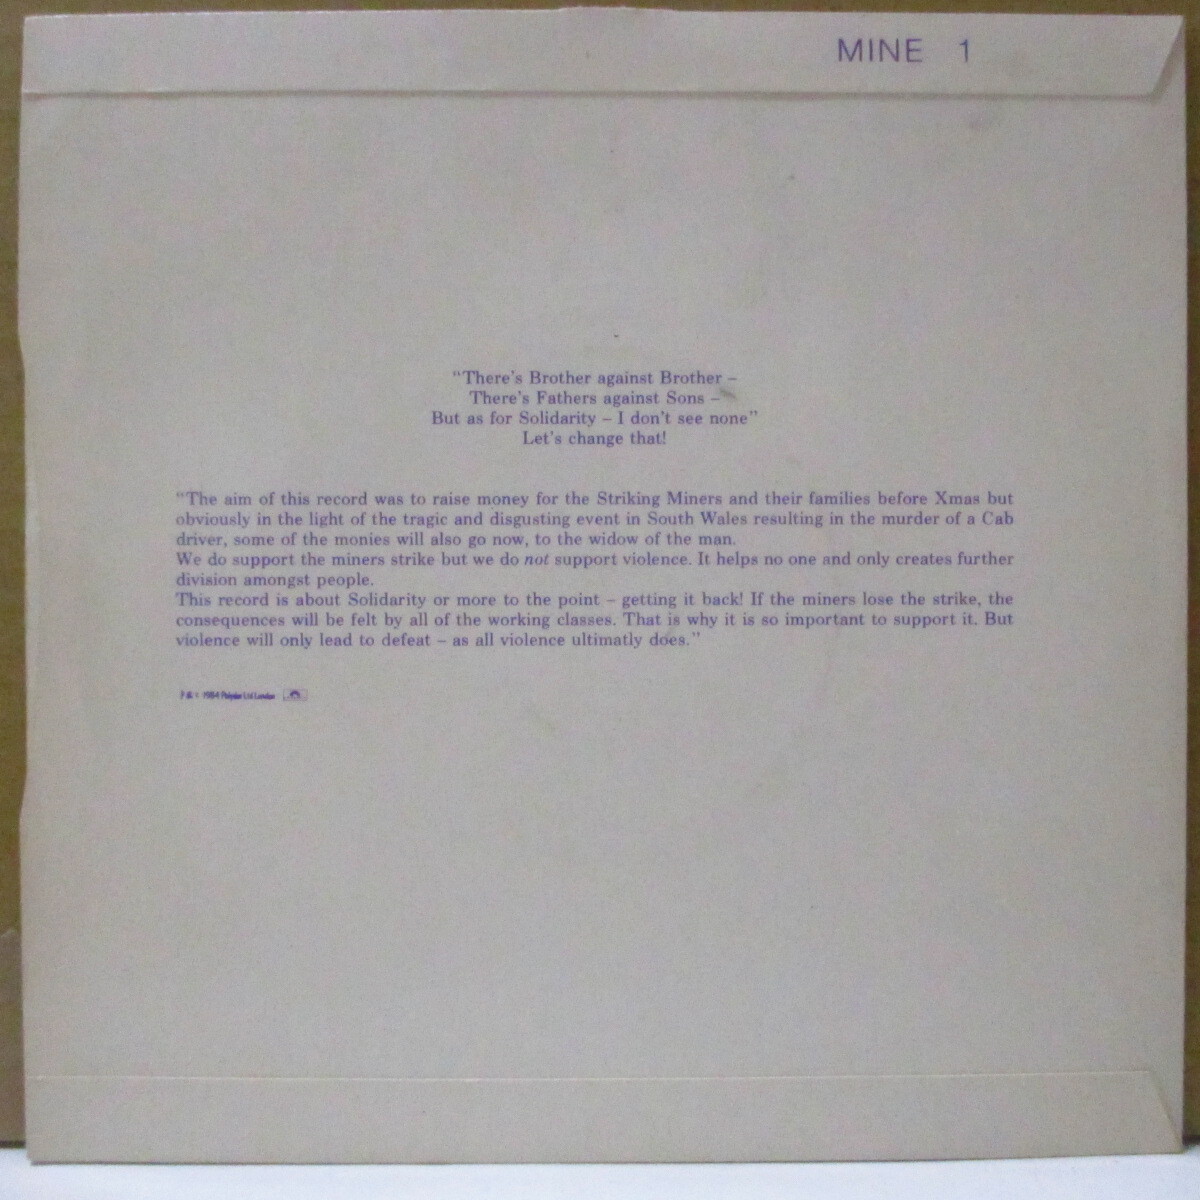 MINE 1
"There's Brother against Brother –
There's Fathers against Sons –
But as for Solidarity – I don't see none"
Let's change that!
"The aim of this record was to raise money for the Striking Miners and their families before Xmas but
obviously in the light of the tragic and disgusting event in South Wales resulting in the murder of a Cab
driver, some of the monies will also go now, to the widow of the man.
We do support the miners strike but we do not support violence. It helps no one and only creates further
division amongst people.
This record is about Solidarity or more to the point – getting it back! If the miners lose the strike, the
consequences will be felt by all of the working classes. That is why it is so important to support it. But
violence will only lead to defeat – as all violence ultimatly does."
1984 Polydor Ltd London